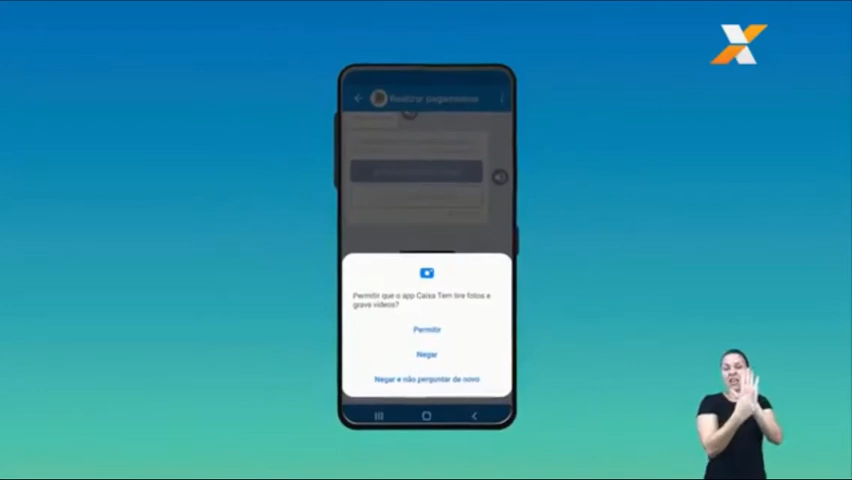 Realizar pagamentos
Permitir que o app Caixa Tem tire fotos e
grave vídeos?
Permitir
Negar
Negar e não perguntar de novo